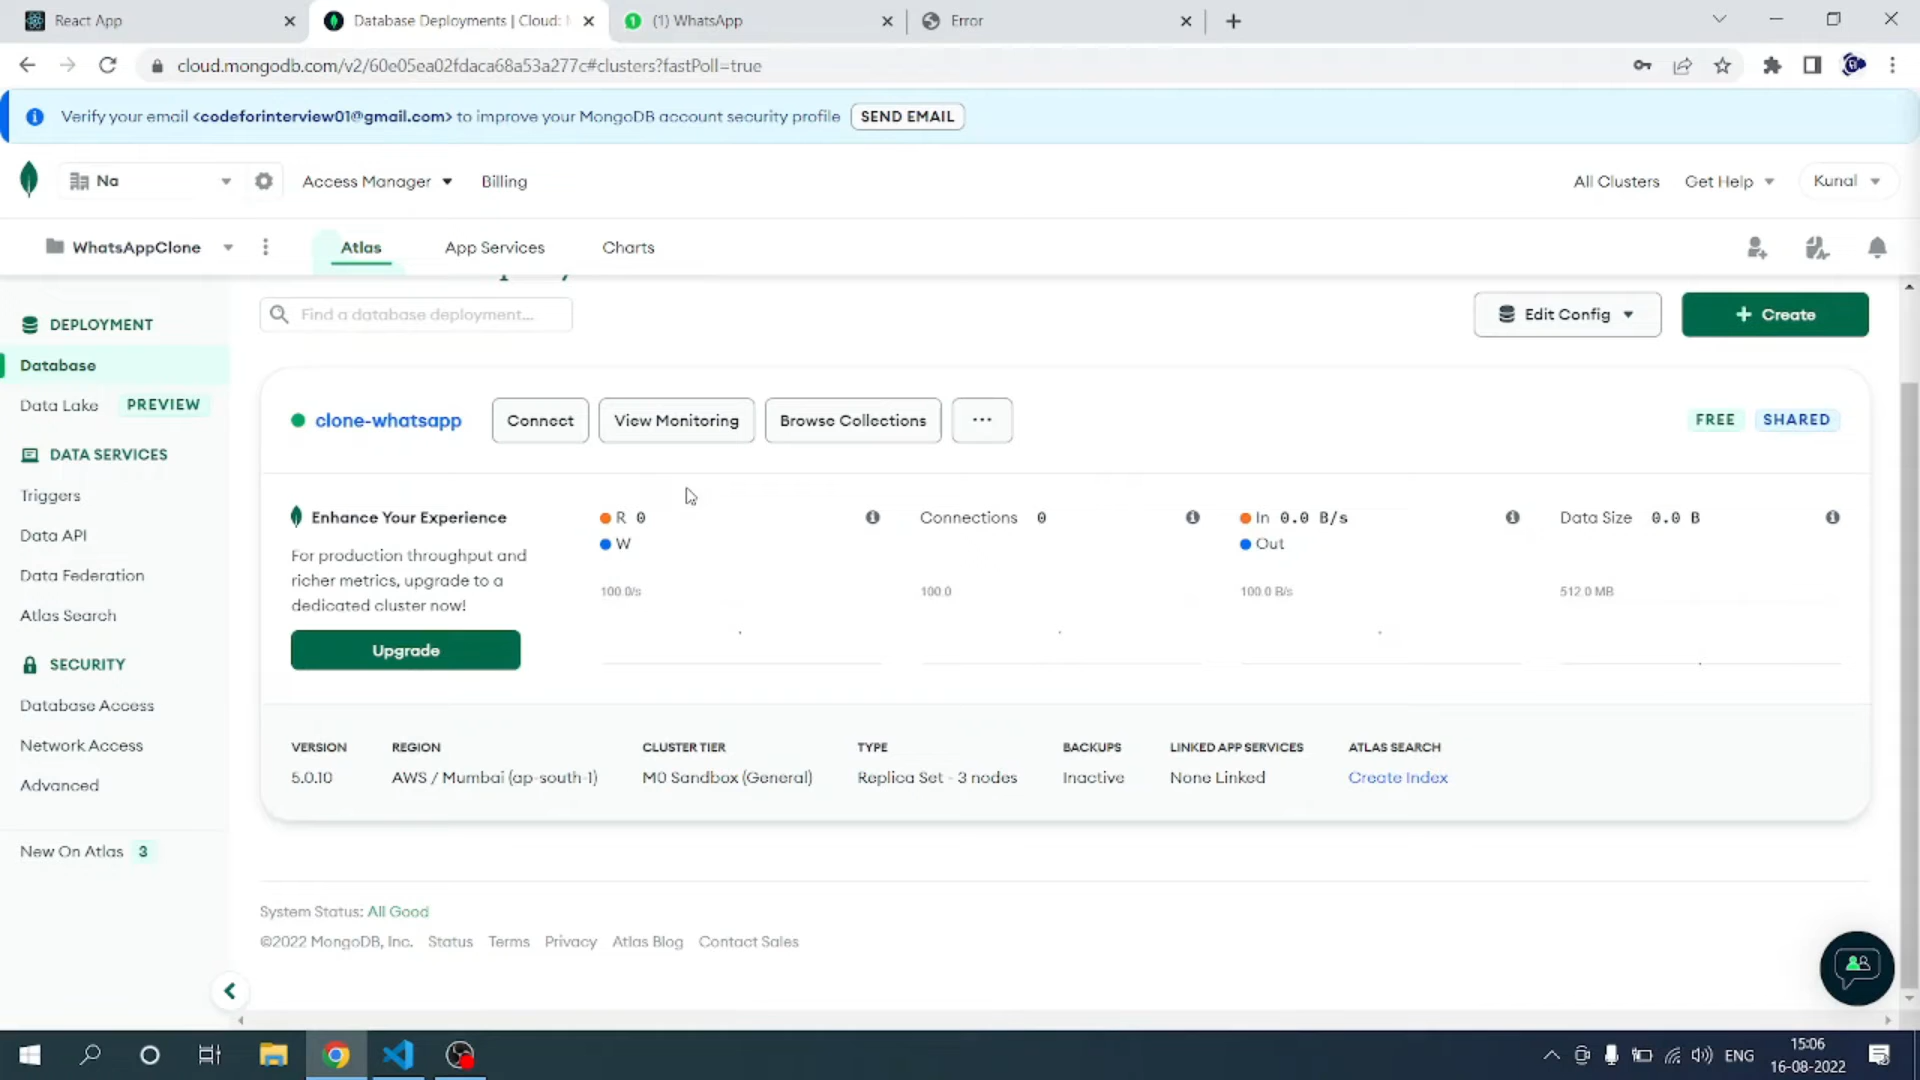 React App
Database Deployments | Cloud:
(1) WhatsApp
Error
cloud.mongodb.com/v2/60e05ea02fdaca68a53a277c#clusters?fastPoll=true
Verify your email <codeforinterview01@gmail.com> to improve your MongoDB account security profile
SEND EMAIL
Na
Access Manager
Billing
All Clusters
Get Help
Kunal
WhatsAppClone
Atlas
App Services
Charts
DEPLOYMENT
Database
Data Lake PREVIEW
DATA SERVICES
Triggers
Data API
Data Federation
Atlas Search
SECURITY
Database Access
Network Access
Advanced
New On Atlas 3
Find a database deployment...
Edit Config
+ Create
clone-whatsapp
Connect
View Monitoring
Browse Collections
...
FREE
SHARED
Enhance Your Experience
For production throughput and
richer metrics, upgrade to a
dedicated cluster now!
Upgrade
R 0
W
100.0/s
Connections 0
100.0
In 0.0 B/s
Out
100.0 B/s
Data Size 0.0 B
512.0 MB
VERSION
5.0.10
REGION
AWS / Mumbai (ap-south-1)
CLUSTER TIER
M0 Sandbox (General)
TYPE
Replica Set - 3 nodes
BACKUPS
Inactive
LINKED APP SERVICES
None Linked
ATLAS SEARCH
Create Index
System Status: All Good
©2022 MongoDB, Inc. Status Terms Privacy Atlas Blog Contact Sales
ENG
15:06
16-08-2022